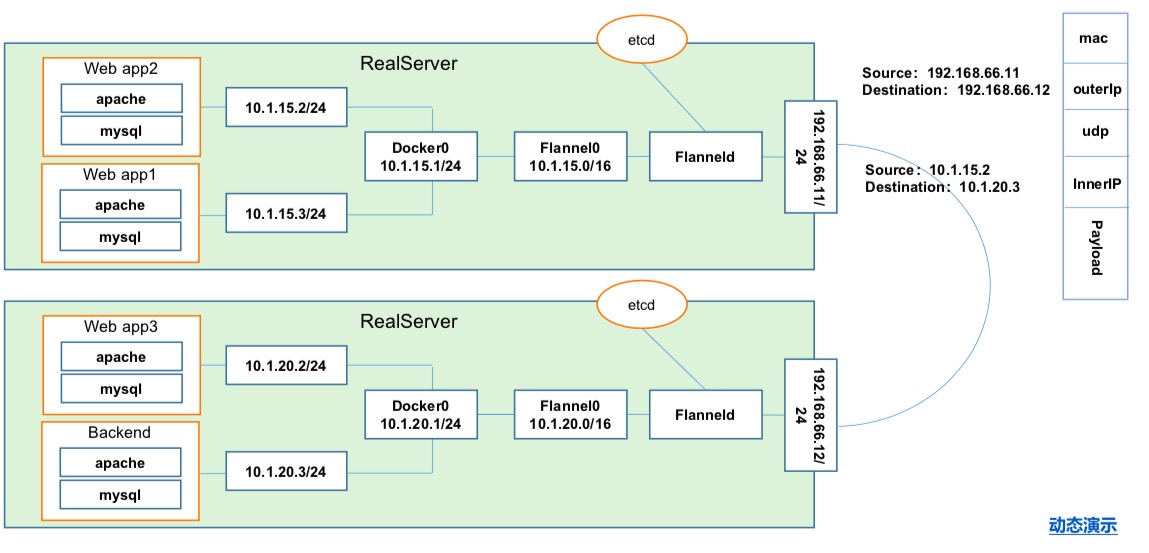 etcd
RealServer
Web app2
apache
mysql
10.1.15.2/24
Web app1
apache
mysql
10.1.15.3/24
Docker0
10.1.15.1/24
Flannel0
10.1.15.0/16
Flanneld
192.168.66.11/
24
Source：192.168.66.11
Destination：192.168.66.12
Source：10.1.15.2
Destination：10.1.20.3
mac
outerIp
udp
InnerIP
Payload
etcd
RealServer
Web app3
apache
mysql
10.1.20.2/24
Backend
apache
mysql
10.1.20.3/24
Docker0
10.1.20.1/24
Flannel0
10.1.20.0/16
Flanneld
192.168.66.12/
24
动态演示